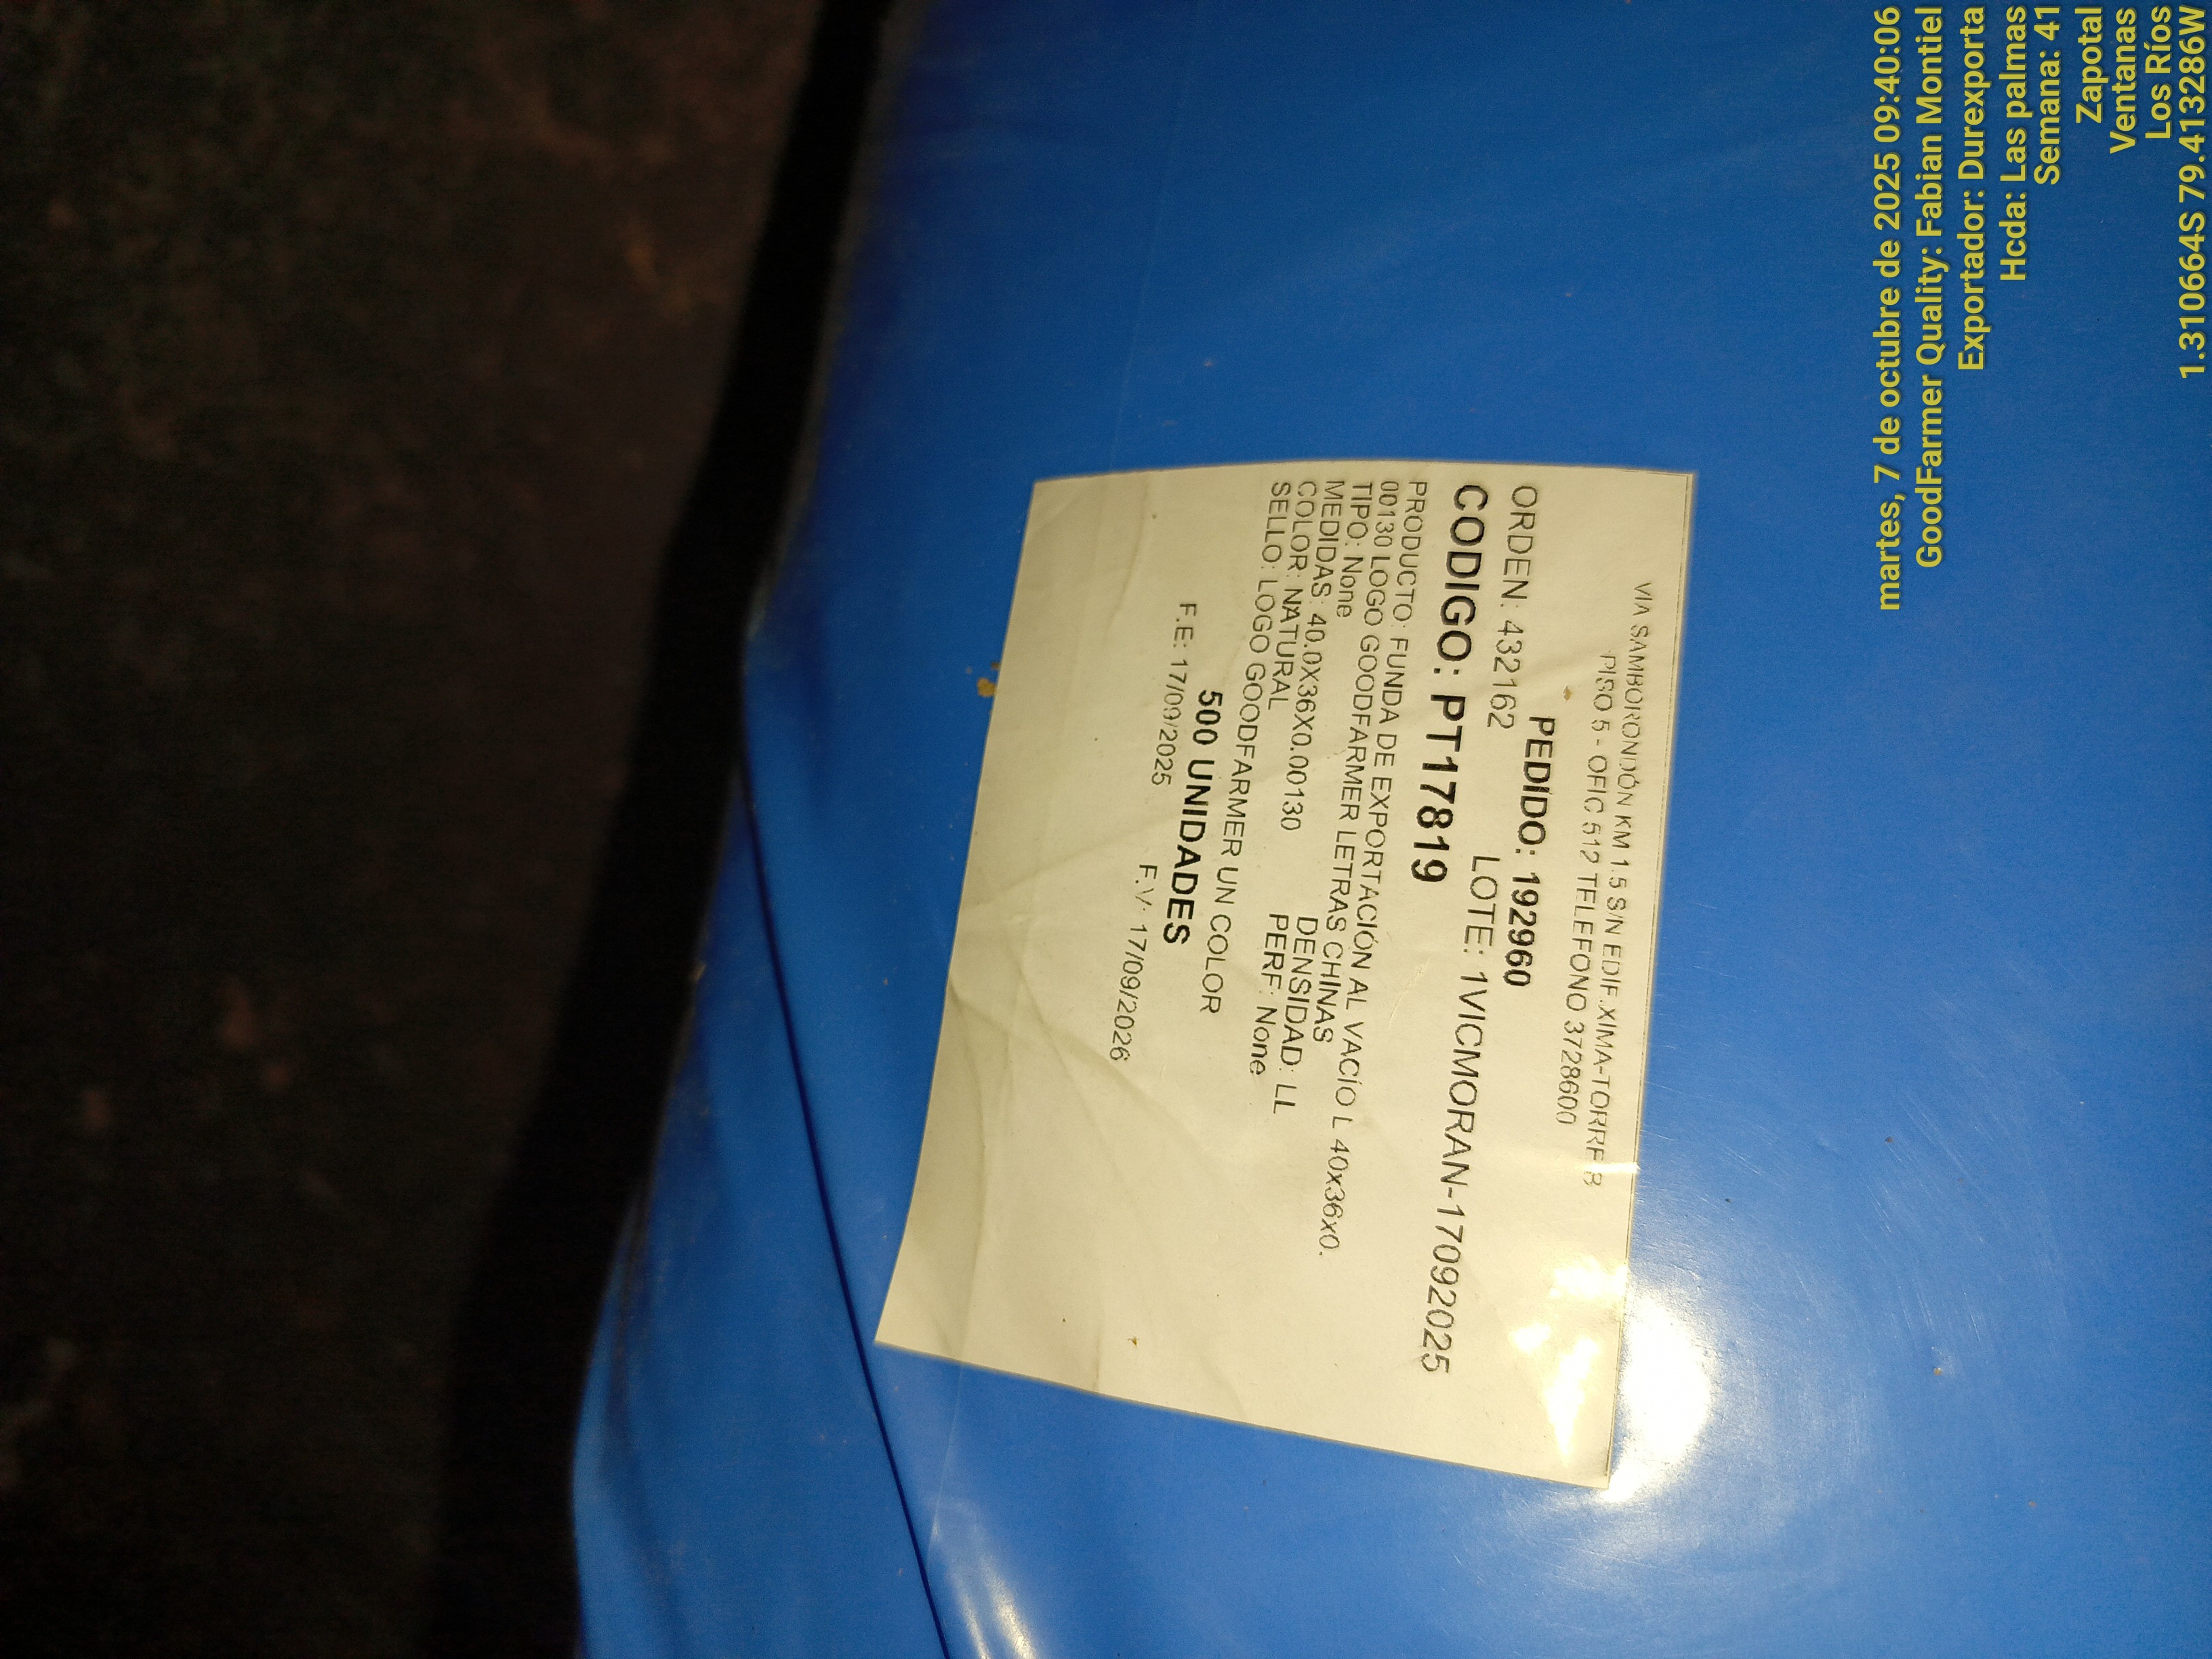 VIA SAMBORONDÓN KM 1.5 S/N EDIF.XIMA-TORRE B
PISO 5 - OFIC 512 TELEFONO 3728600
PEDIDO: 192960
ORDEN: 432162 LOTE: 1VICMORAN-17092025
CODIGO: PT17819
PRODUCTO: FUNDA DE EXPORTACIÓN AL VACÍO L 40x36x0.
00130 LOGO GOODFARMER LETRAS CHINAS
TIPO: None DENSIDAD: LL
MEDIDAS: 40.0X36X0.00130 PERF: None
COLOR: NATURAL
SELLO: LOGO GOODFARMER UN COLOR
500 UNIDADES
F.E: 17/09/2025 F.V: 17/09/2026
martes, 7 de octubre de 2025 09:40:06
GoodFarmer Quality: Fabian Montiel
Exportador: Durexporta
Hcda: Las palmas
Semana: 41
Zapotal
Ventanas
Los Ríos
1.310664S 79.413286W